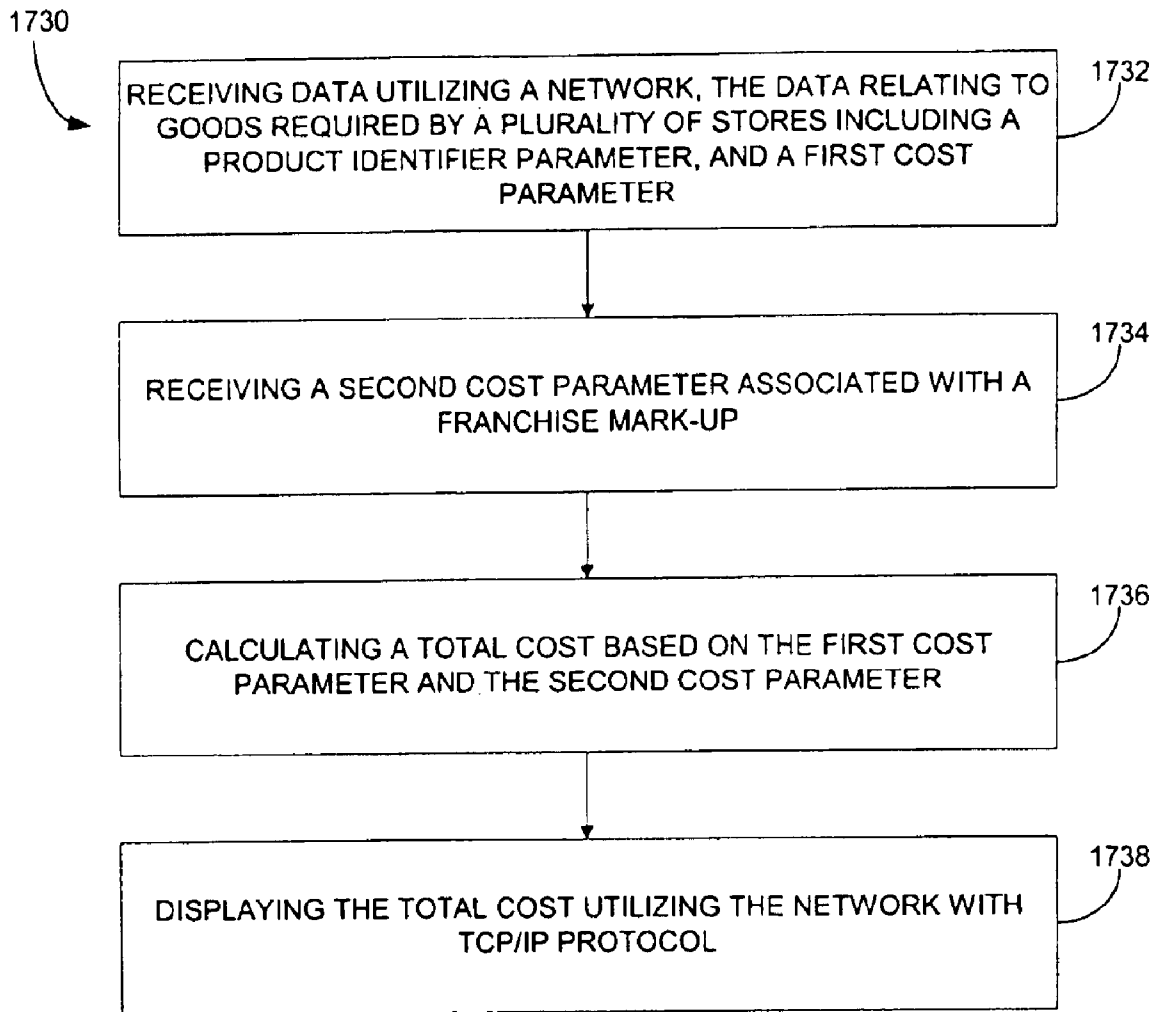 1730
1732
RECEIVING DATA UTILIZING A NETWORK, THE DATA RELATING TO
GOODS REQUIRED BY A PLURALITY OF STORES INCLUDING A
PRODUCT IDENTIFIER PARAMETER, AND A FIRST COST
PARAMETER
1734
RECEIVING A SECOND COST PARAMETER ASSOCIATED WITH A
FRANCHISE MARK-UP
1736
CALCULATING A TOTAL COST BASED ON THE FIRST COST
PARAMETER AND THE SECOND COST PARAMETER
1738
DISPLAYING THE TOTAL COST UTILIZING THE NETWORK WITH
TCP/IP PROTOCOL